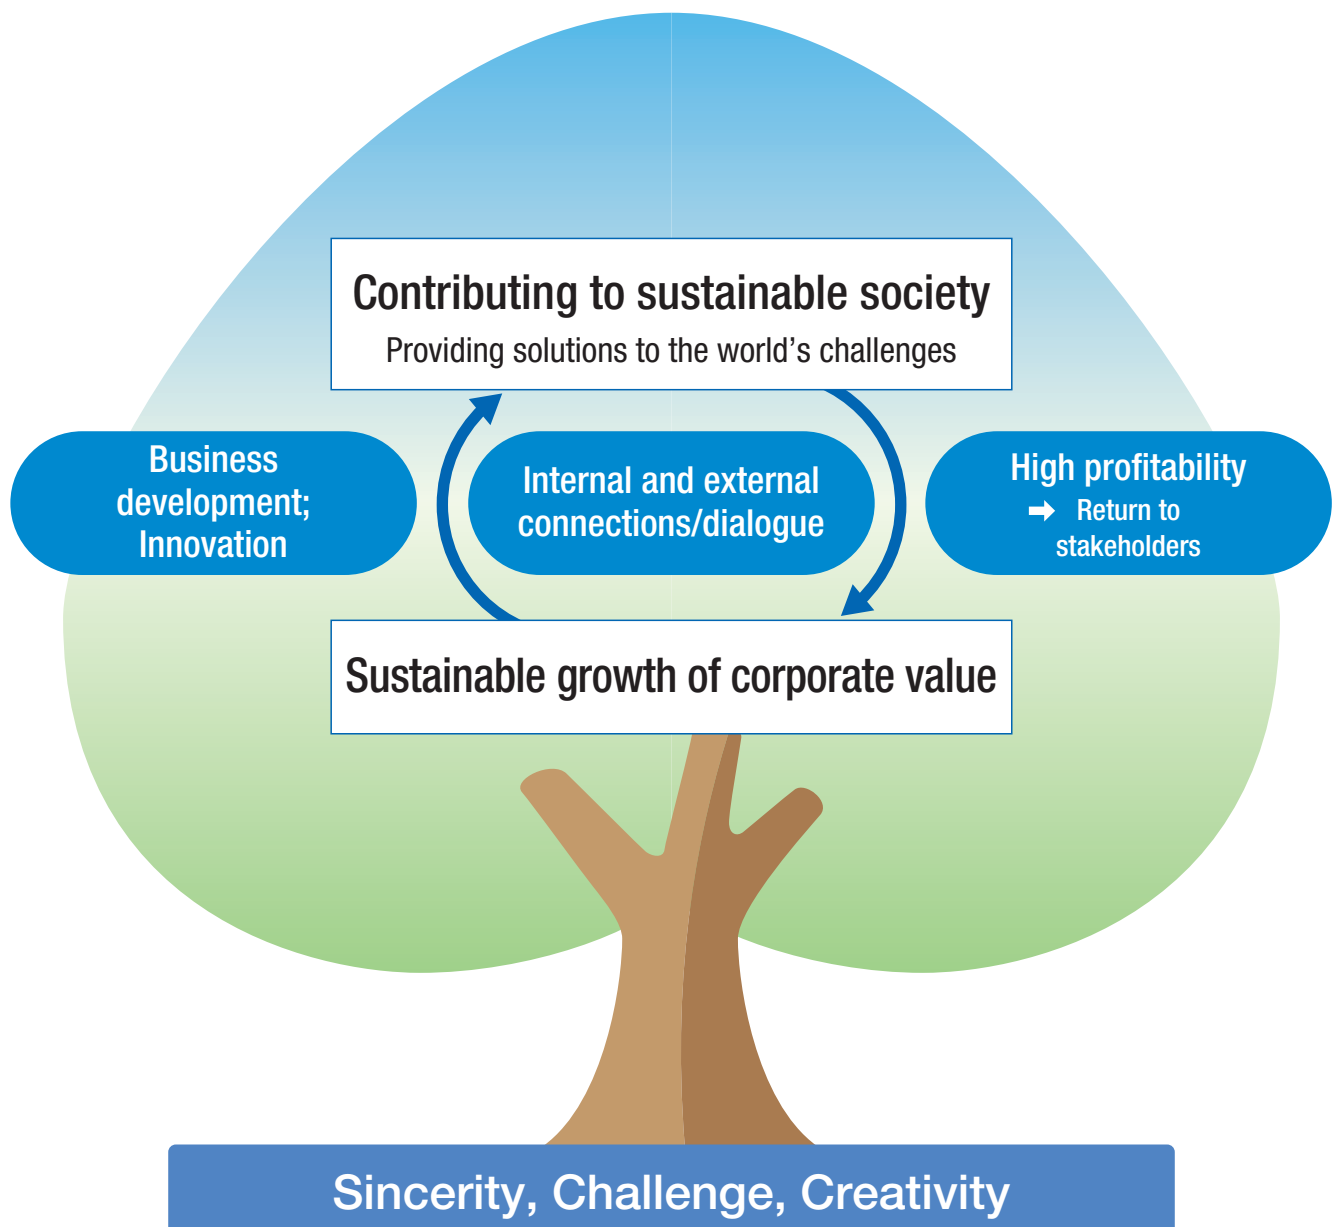 Contributing to sustainable society
Providing solutions to the world’s challenges
Business
development;
Innovation
Internal and external
connections/dialogue
High profitability
➡ Return to
stakeholders
Sustainable growth of corporate value
Sincerity, Challenge, Creativity